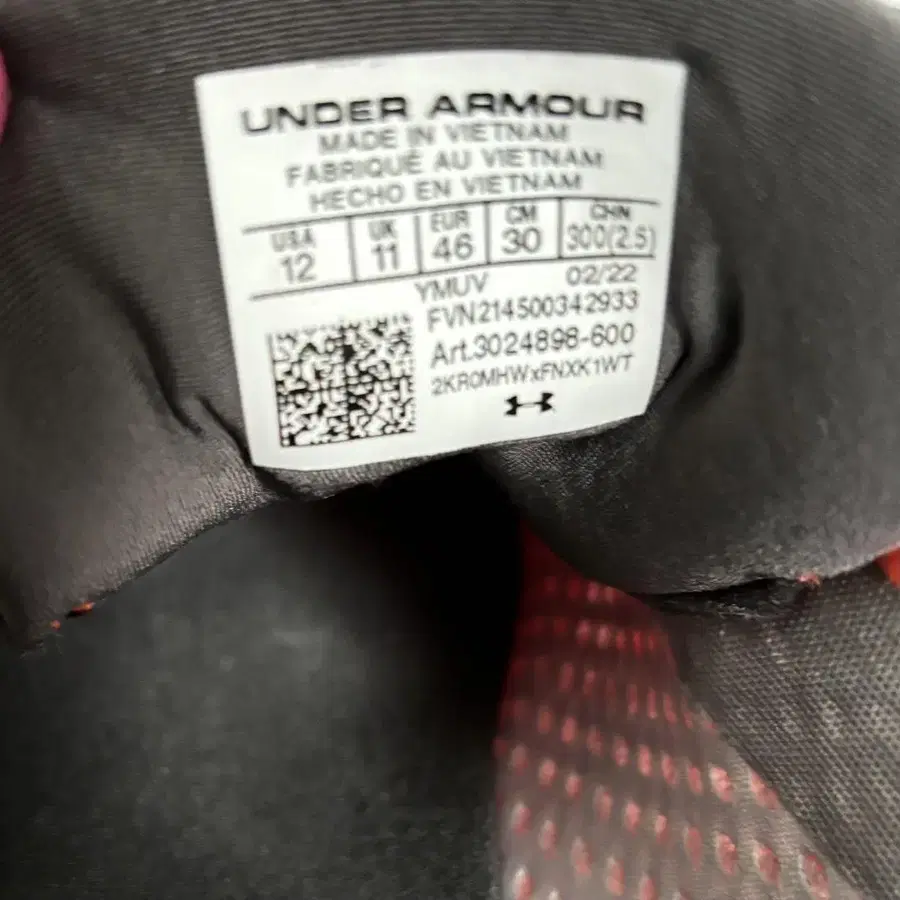 UNDER ARMOUR
MADE IN VIETNAM
FABRIQUÉ AU VIETNAM
HECHO EN VIETNAM
USA UK EUR CM CHN
12 11 46 30 300(2.5)
YMUV 02/22
FVN214500342933
Art.3024898-600
2KR0MHWxFNXK1WT